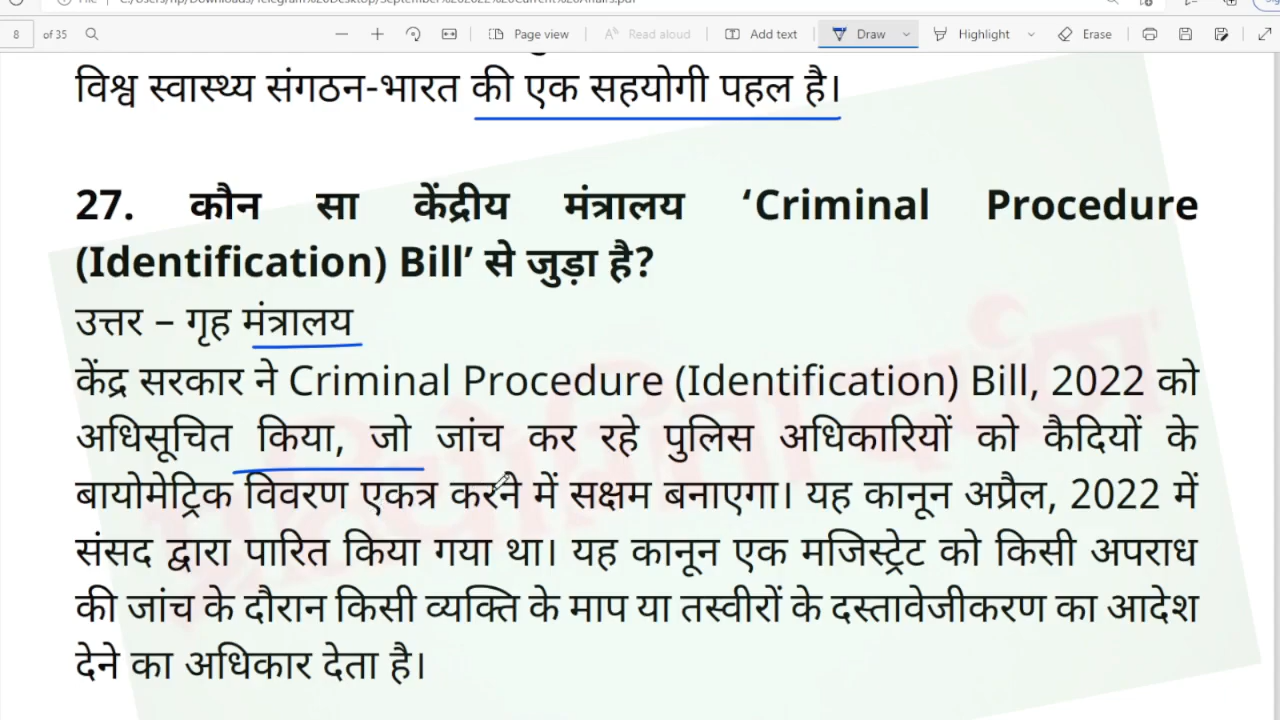 8 of 35 Page view Read aloud Add text Draw Highlight Erase
विश्व स्वास्थ्य संगठन-भारत की एक सहयोगी पहल है।
27. कौन सा केंद्रीय मंत्रालय ‘Criminal Procedure
(Identification) Bill’ से जुड़ा है?
उत्तर – गृह मंत्रालय
केंद्र सरकार ने Criminal Procedure (Identification) Bill, 2022 को
अधिसूचित किया, जो जांच कर रहे पुलिस अधिकारियों को कैदियों के
बायोमेट्रिक विवरण एकत्र करने में सक्षम बनाएगा। यह कानून अप्रैल, 2022 में
संसद द्वारा पारित किया गया था। यह कानून एक मजिस्ट्रेट को किसी अपराध
की जांच के दौरान किसी व्यक्ति के माप या तस्वीरों के दस्तावेजीकरण का आदेश
देने का अधिकार देता है।